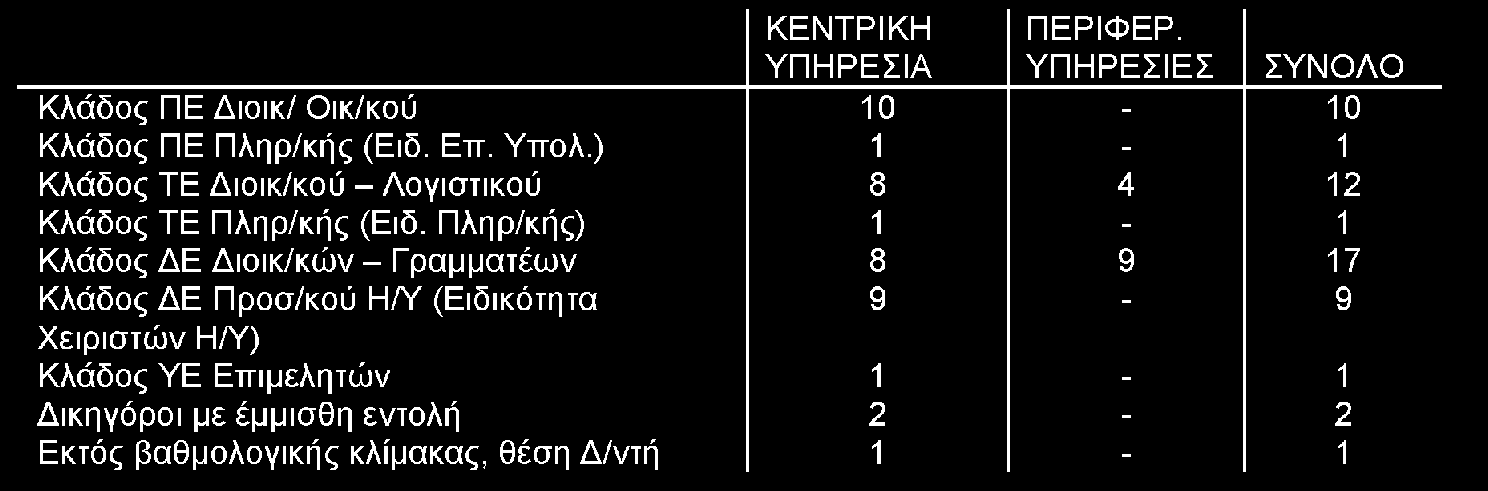 ΚΕΝΤΡΙΚΗ ΠΕΡΙΦΕΡ.
ΥΠΗΡΕΣΙΑ ΥΠΗΡΕΣΙΕΣ ΣΥΝΟΛΟ
Κλάδος ΠΕ Διοικ/ Οικ/κού 10 - 10
Κλάδος ΠΕ Πληρ/κής (Ειδ. Επ. Υπολ.) 1 - 1
Κλάδος ΤΕ Διοικ/κού – Λογιστικού 8 4 12
Κλάδος ΤΕ Πληρ/κής (Ειδ. Πληρ/κής) 1 - 1
Κλάδος ΔΕ Διοικ/κών – Γραμματέων 8 9 17
Κλάδος ΔΕ Προσ/κού Η/Υ (Ειδικότητα 9 - 9
Χειριστών Η/Υ)
Κλάδος ΥΕ Επιμελητών 1 - 1
Δικηγόροι με έμμισθη εντολή 2 - 2
Εκτός βαθμολογικής κλίμακας, θέση Δ/ντή 1 - 1